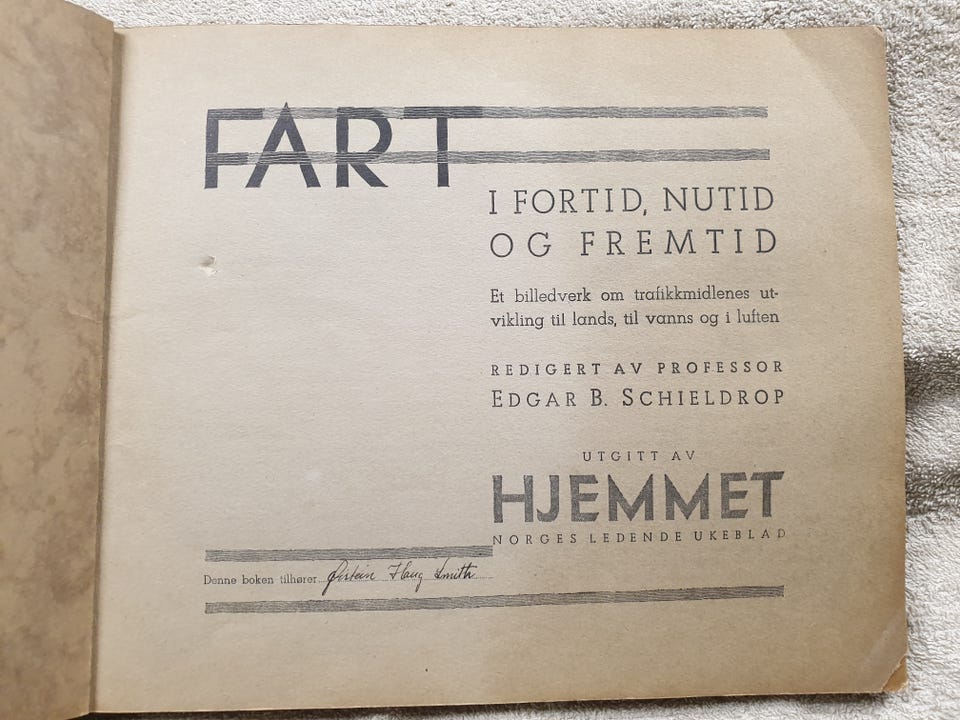 FART
I FORTID, NUTID
OG FREMTID
Et billedverk om trafikkmidlenes ut-
vikling til lands, til vanns og i luften
REDIGERT AV PROFESSOR
EDGAR B. SCHIELDROP
UTGITT AV
HJEMMET
NORGES LEDENDE UKEBLAD
Denne boken tilhører Øistein Haug Smith